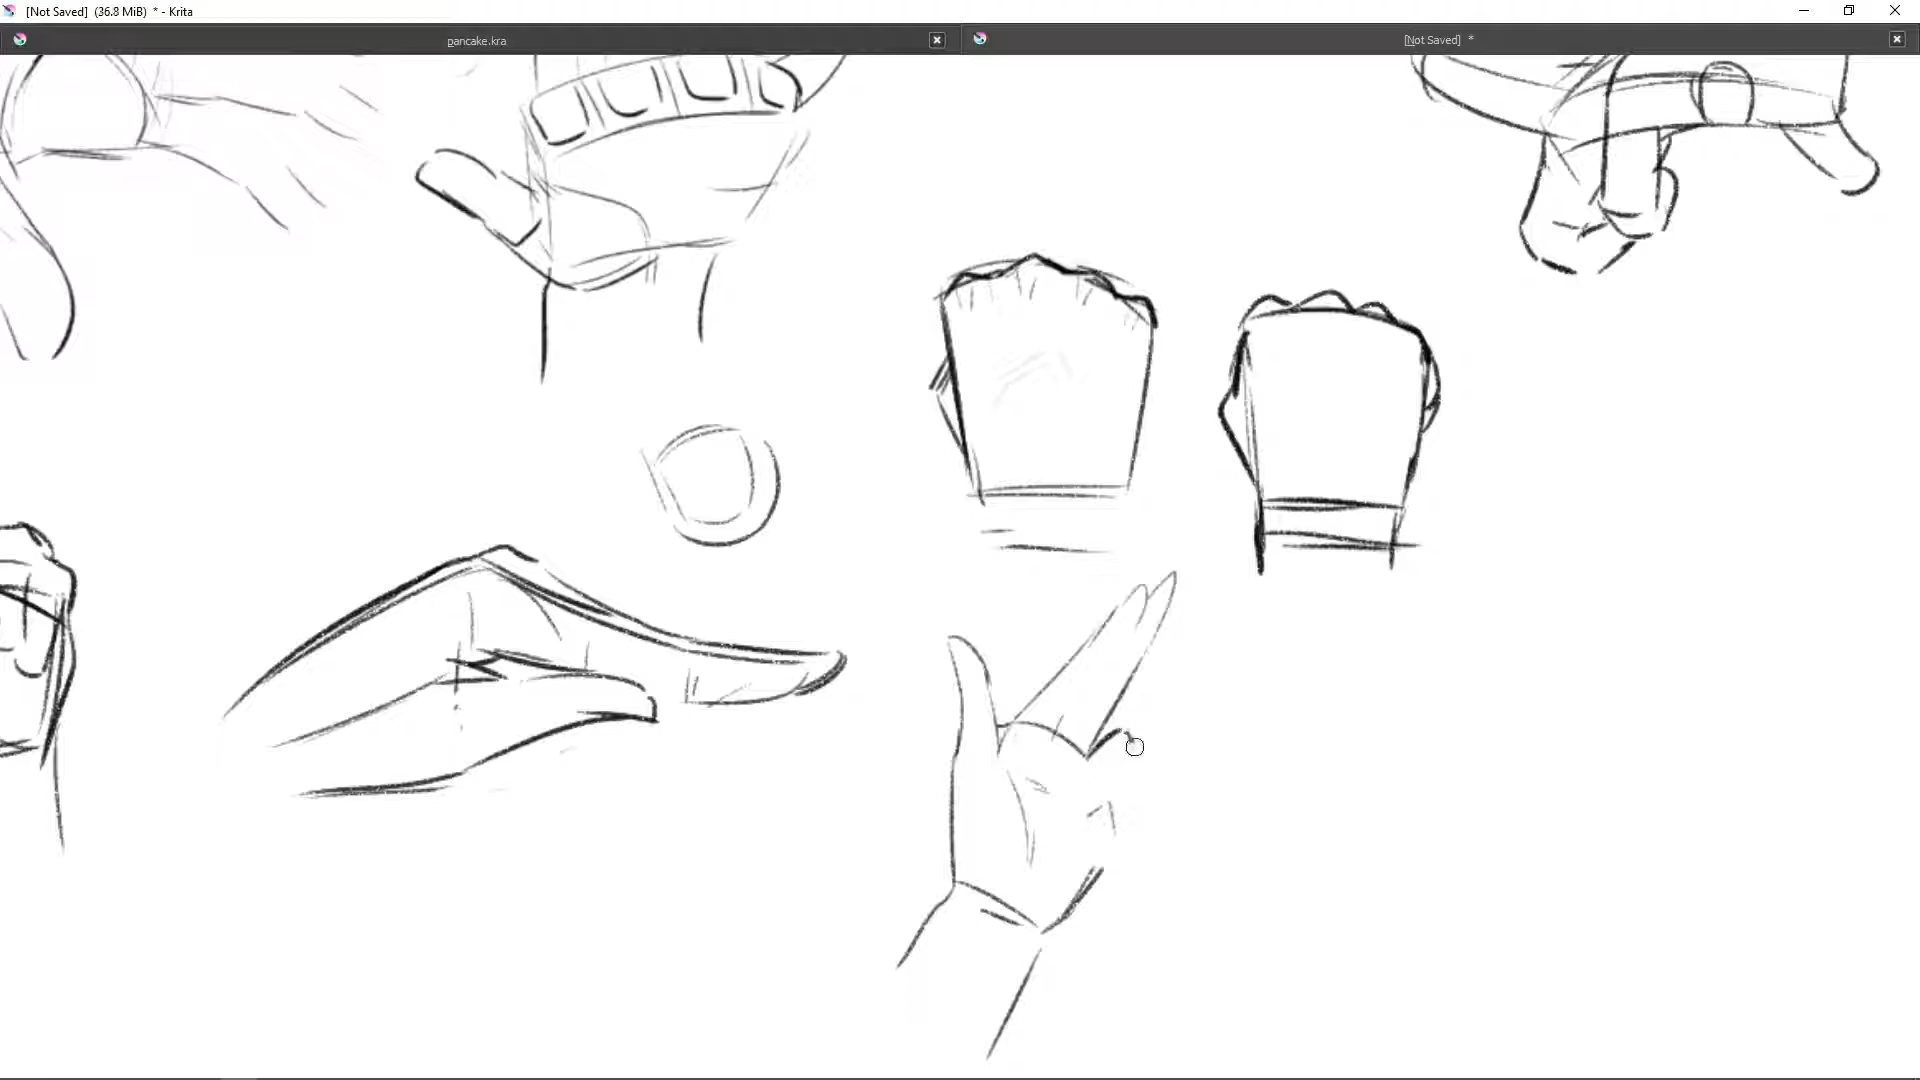 [Not Saved]  (36.8 MiB)  * - Krita
pancake.kra
[Not Saved]  *